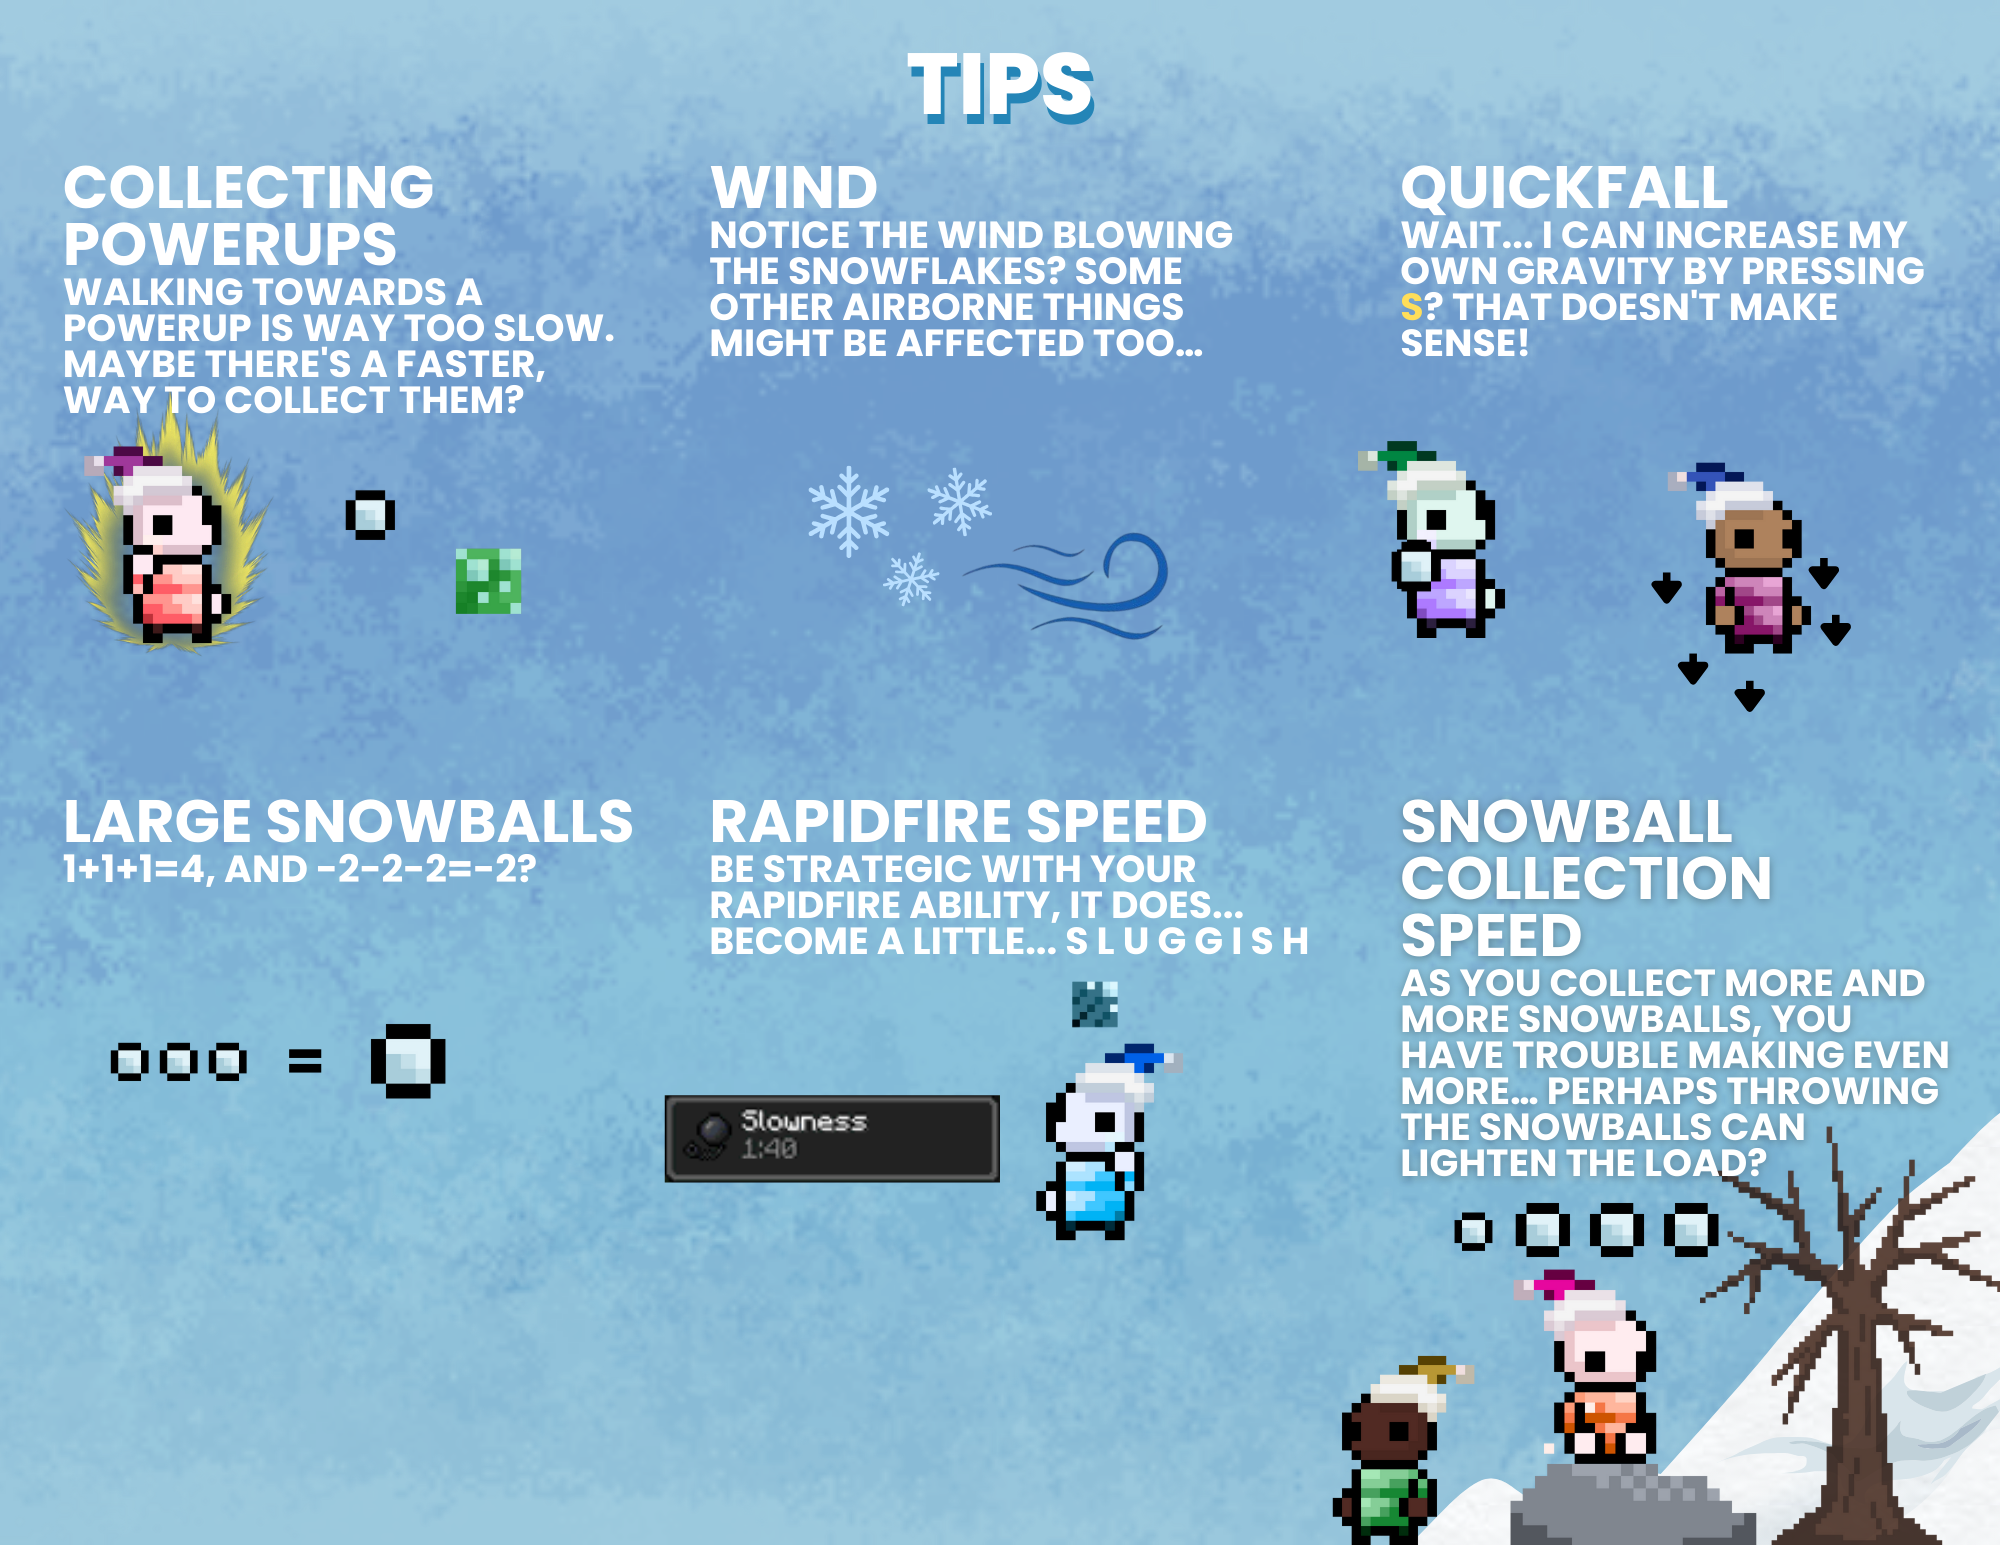 TIPS
COLLECTING
POWERUPS
WALKING TOWARDS A
POWERUP IS WAY TOO SLOW.
MAYBE THERE'S A FASTER,
WAY TO COLLECT THEM?
WIND
NOTICE THE WIND BLOWING
THE SNOWFLAKES? SOME
OTHER AIRBORNE THINGS
MIGHT BE AFFECTED TOO...
QUICKFALL
WAIT... I CAN INCREASE MY
OWN GRAVITY BY PRESSING
S? THAT DOESN'T MAKE
SENSE!
LARGE SNOWBALLS
1+1+1=4, AND -2-2-2=-2?
=
RAPIDFIRE SPEED
BE STRATEGIC WITH YOUR
RAPIDFIRE ABILITY, IT DOES...
BECOME A LITTLE... S L U G G I S H
Slowness
1:40
SNOWBALL
COLLECTION
SPEED
AS YOU COLLECT MORE AND
MORE SNOWBALLS, YOU
HAVE TROUBLE MAKING EVEN
MORE... PERHAPS THROWING
THE SNOWBALLS CAN
LIGHTEN THE LOAD?